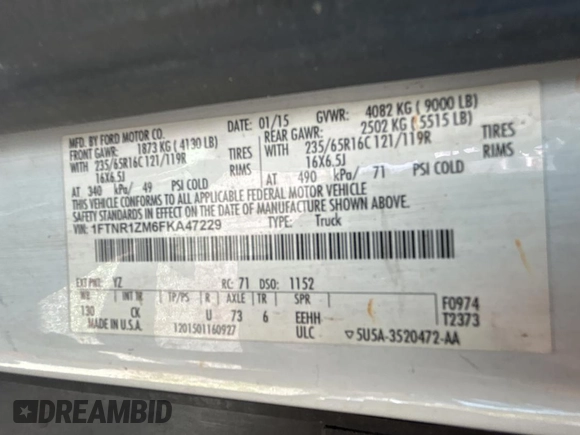 MFD. BY FORD MOTOR CO. DATE: 01/15 GVWR: 4082 KG ( 9000 LB)
FRONT GAWR: 1873 KG ( 4130 LB) REAR GAWR: 2502 KG ( 5515 LB)
WITH 235/65R16C 121/119R TIRES WITH 235/65R16C 121/119R TIRES
16X6.5J RIMS 16X6.5J RIMS
AT 340 kPa/ 49 PSI COLD AT 490 kPa/ 71 PSI COLD
THIS VEHICLE CONFORMS TO ALL APPLICABLE FEDERAL MOTOR VEHICLE
SAFETY STANDARDS IN EFFECT ON THE DATE OF MANUFACTURE SHOWN ABOVE.
VIN: 1FTNR1ZM6FKA47229 TYPE: Truck
EXT PNT: YZ RC: 71 DSO: 1152
WB TP/PS R AXLE TR SPR F0974
130 CK U 73 6 EEHH T2373
MADE IN U.S.A. 1201501160927 ULC 5U5A-3520472-AA
DREAMBID